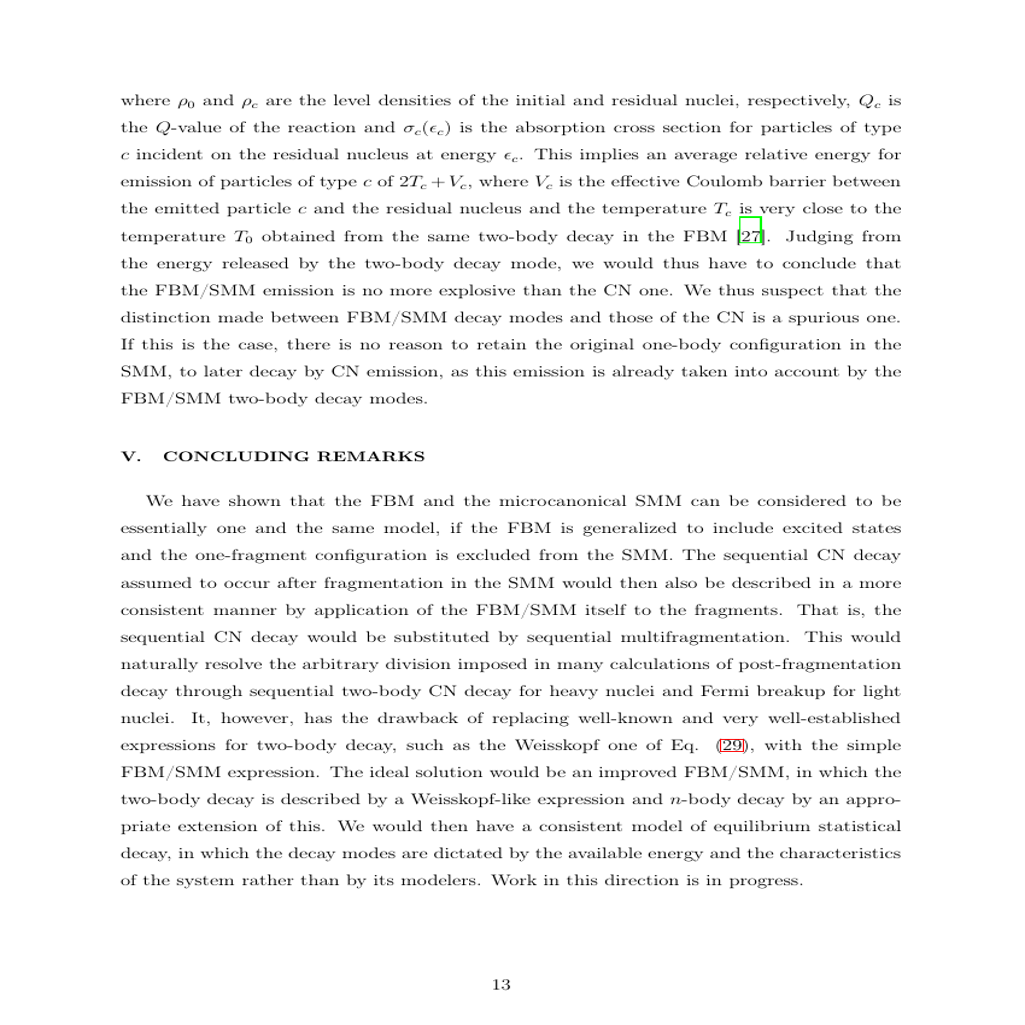 where ρ0 and ρc are the level densities of the initial and residual nuclei, respectively, Qc is
the Q-value of the reaction and σc(ϵc) is the absorption cross section for particles of type
c incident on the residual nucleus at energy ϵc. This implies an average relative energy for
emission of particles of type c of 2Tc + Vc, where Vc is the effective Coulomb barrier between
the emitted particle c and the residual nucleus and the temperature Tc is very close to the
temperature T0 obtained from the same two-body decay in the FBM [27]. Judging from
the energy released by the two-body decay mode, we would thus have to conclude that
the FBM/SMM emission is no more explosive than the CN one. We thus suspect that the
distinction made between FBM/SMM decay modes and those of the CN is a spurious one.
If this is the case, there is no reason to retain the original one-body configuration in the
SMM, to later decay by CN emission, as this emission is already taken into account by the
FBM/SMM two-body decay modes.
V. CONCLUDING REMARKS
We have shown that the FBM and the microcanonical SMM can be considered to be
essentially one and the same model, if the FBM is generalized to include excited states
and the one-fragment configuration is excluded from the SMM. The sequential CN decay
assumed to occur after fragmentation in the SMM would then also be described in a more
consistent manner by application of the FBM/SMM itself to the fragments. That is, the
sequential CN decay would be substituted by sequential multifragmentation. This would
naturally resolve the arbitrary division imposed in many calculations of post-fragmentation
decay through sequential two-body CN decay for heavy nuclei and Fermi breakup for light
nuclei. It, however, has the drawback of replacing well-known and very well-established
expressions for two-body decay, such as the Weisskopf one of Eq. (29), with the simple
FBM/SMM expression. The ideal solution would be an improved FBM/SMM, in which the
two-body decay is described by a Weisskopf-like expression and n-body decay by an appro-
priate extension of this. We would then have a consistent model of equilibrium statistical
decay, in which the decay modes are dictated by the available energy and the characteristics
of the system rather than by its modelers. Work in this direction is in progress.
13